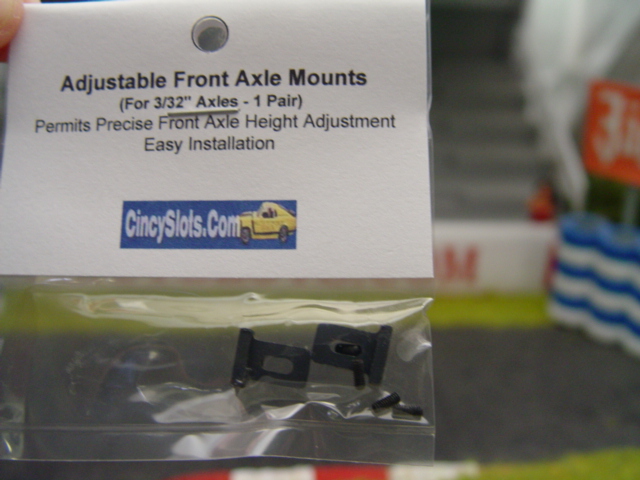 Adjustable Front Axle Mounts
(For 3/32" Axles - 1 Pair)
Permits Precise Front Axle Height Adjustment
Easy Installation
CincySlots.Com